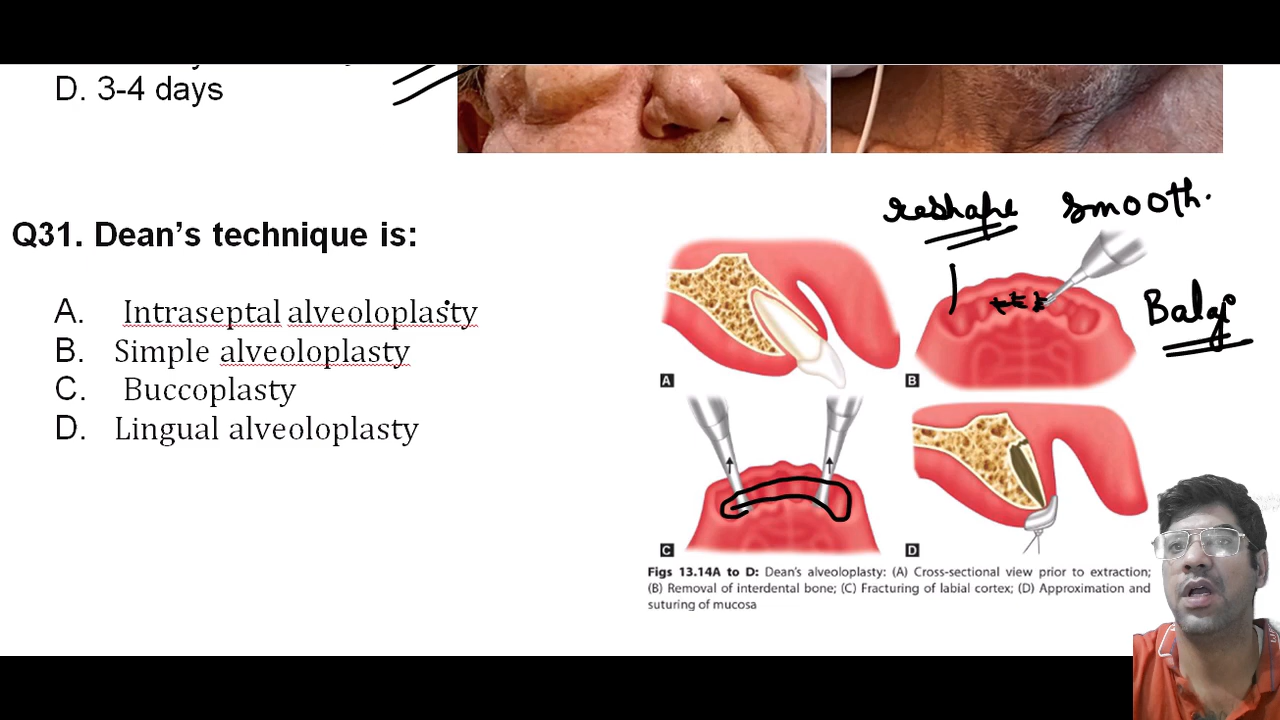 D. 3-4 days
reshape smooth.
Q31. Dean's technique is:
A. Intraseptal alveoloplasty
B. Simple alveoloplasty
C. Buccoplasty
D. Lingual alveoloplasty
A
B
C
D
Figs 13.14A to D: Dean's alveoloplasty: (A) Cross-sectional view prior to extraction;
(B) Removal of interdental bone; (C) Fracturing of labial cortex; (D) Approximation and
suturing of mucosa